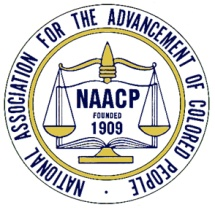 NATIONAL ASSOCIATION FOR THE ADVANCEMENT OF COLORED PEOPLE ·
NAACP
FOUNDED
1909